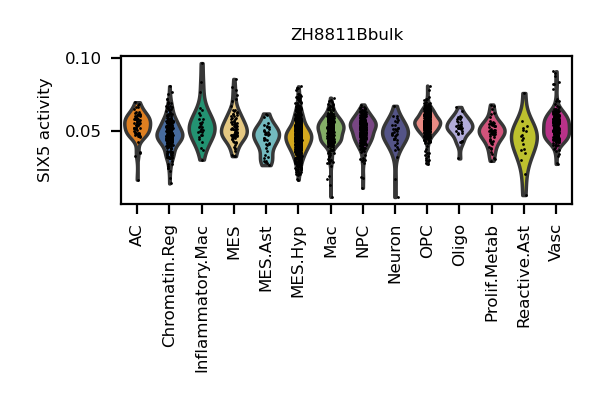 ZH8811Bbulk
SIX5 activity
0.10
0.05
AC
Chromatin.Reg
Inflammatory.Mac
MES
MES.Ast
MES.Hyp
Mac
NPC
Neuron
OPC
Oligo
Prolif.Metab
Reactive.Ast
Vasc